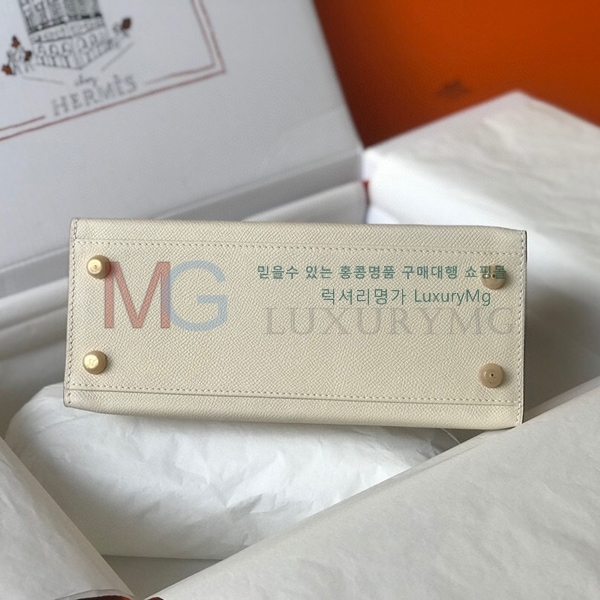 chez
HERMÈS
믿을수 있는 홍콩명품 구매대행 쇼핑몰
MG
럭셔리명가 LuxuryMg
LUXURYMG